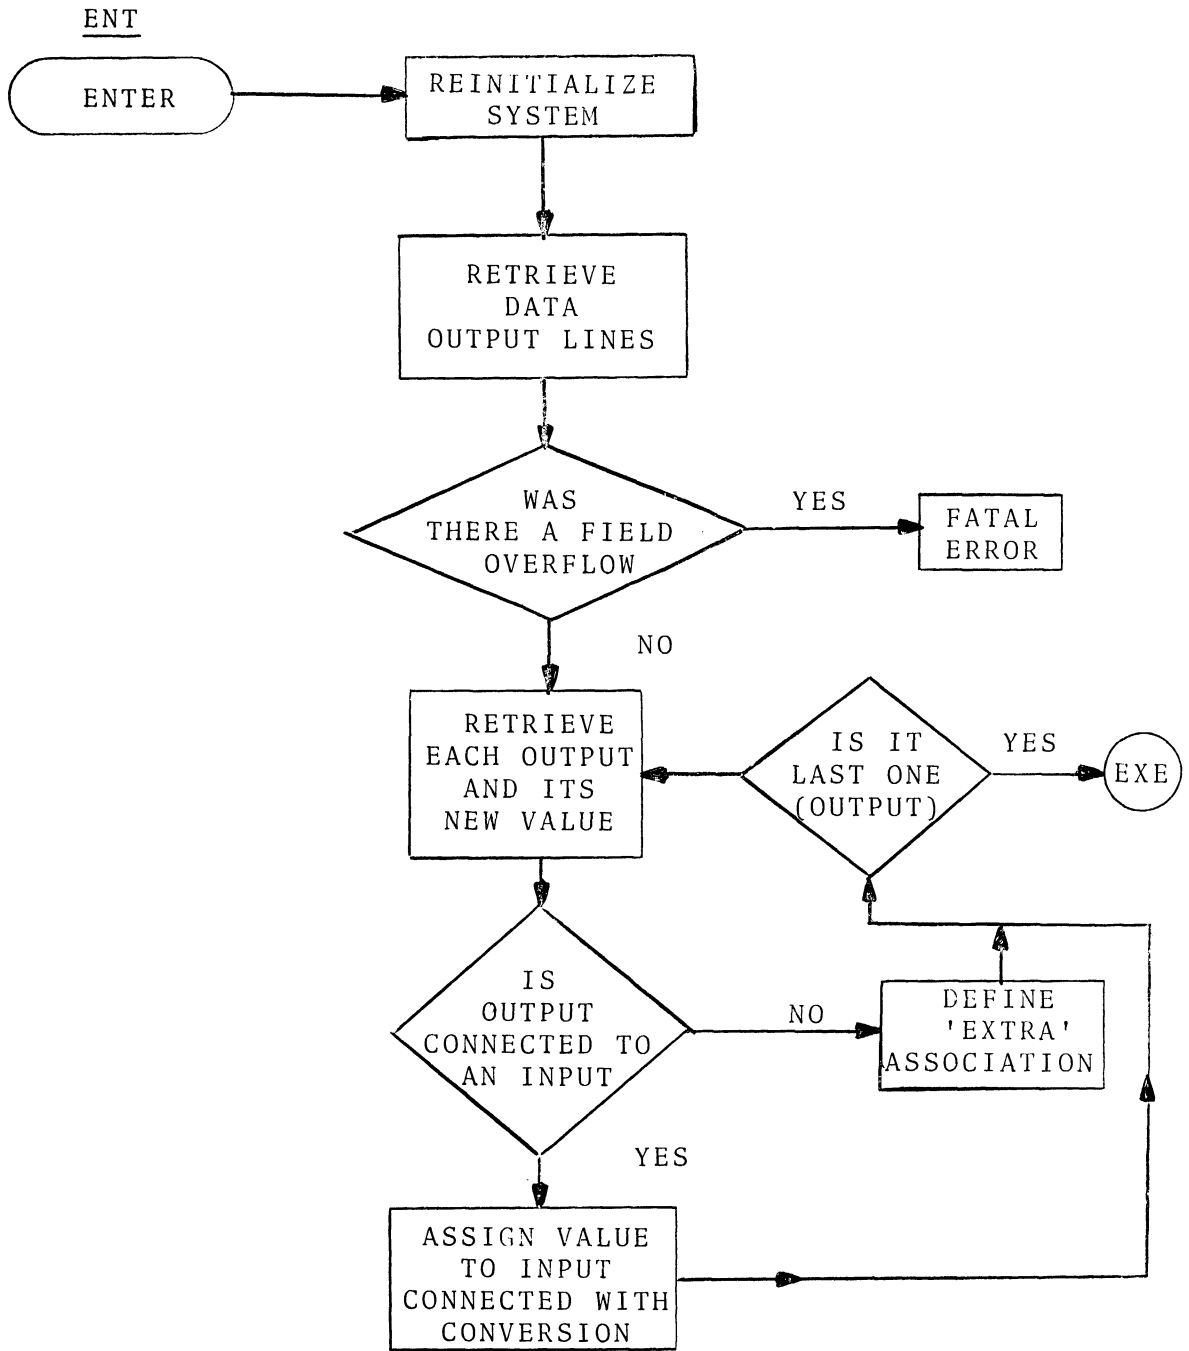 ENT
ENTER
REINITIALIZE
SYSTEM
RETRIEVE
DATA
OUTPUT LINES
WAS
THERE A FIELD
OVERFLOW
YES
FATAL
ERROR
NO
RETRIEVE
EACH OUTPUT
AND ITS
NEW VALUE
IS IT
LAST ONE
(OUTPUT)
YES
EXE
IS
OUTPUT
CONNECTED TO
AN INPUT
NO
DEFINE
'EXTRA'
ASSOCIATION
YES
ASSIGN VALUE
TO INPUT
CONNECTED WITH
CONVERSION